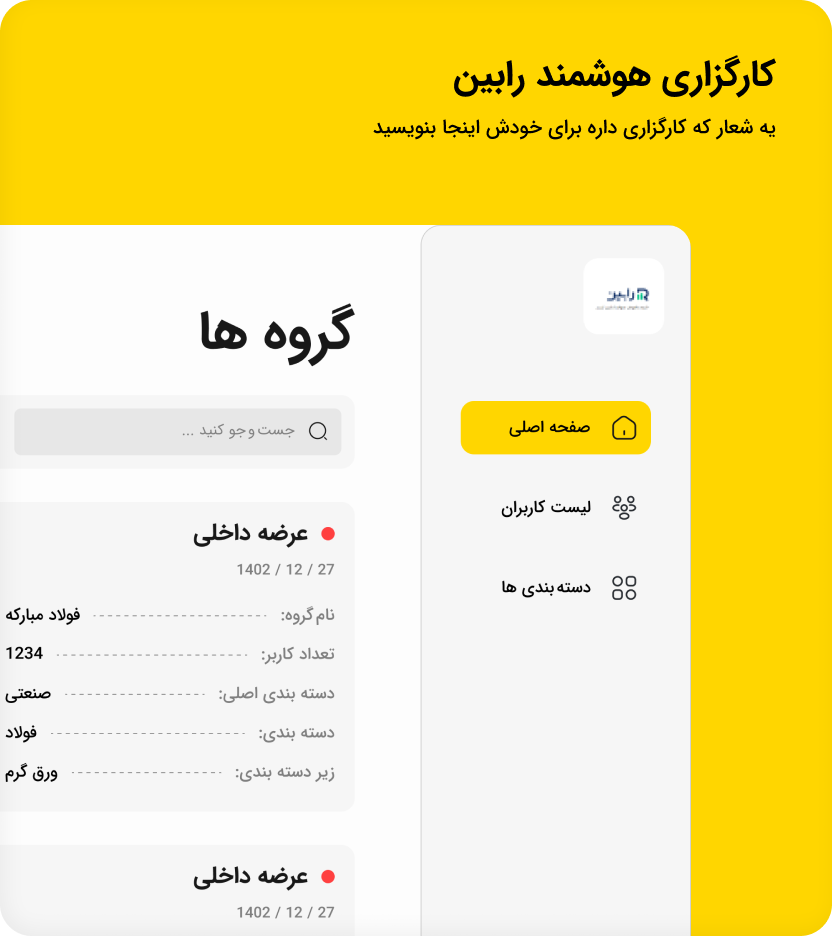 کارگزاری هوشمند رابین
یه شعار که کارگزاری داره برای خودش اینجا بنویسید
رابین
صفحه اصلی
لیست کاربران
دسته‌بندی ها
گروه ها
جست و جو کنید ...
عرضه داخلی
1402 / 12 / 27
نام گروه: فولاد مبارکه
تعداد کاربر: 1234
دسته بندی اصلی: صنعتی
دسته بندی: فولاد
زیر دسته بندی: ورق گرم
عرضه داخلی
1402 / 12 / 27